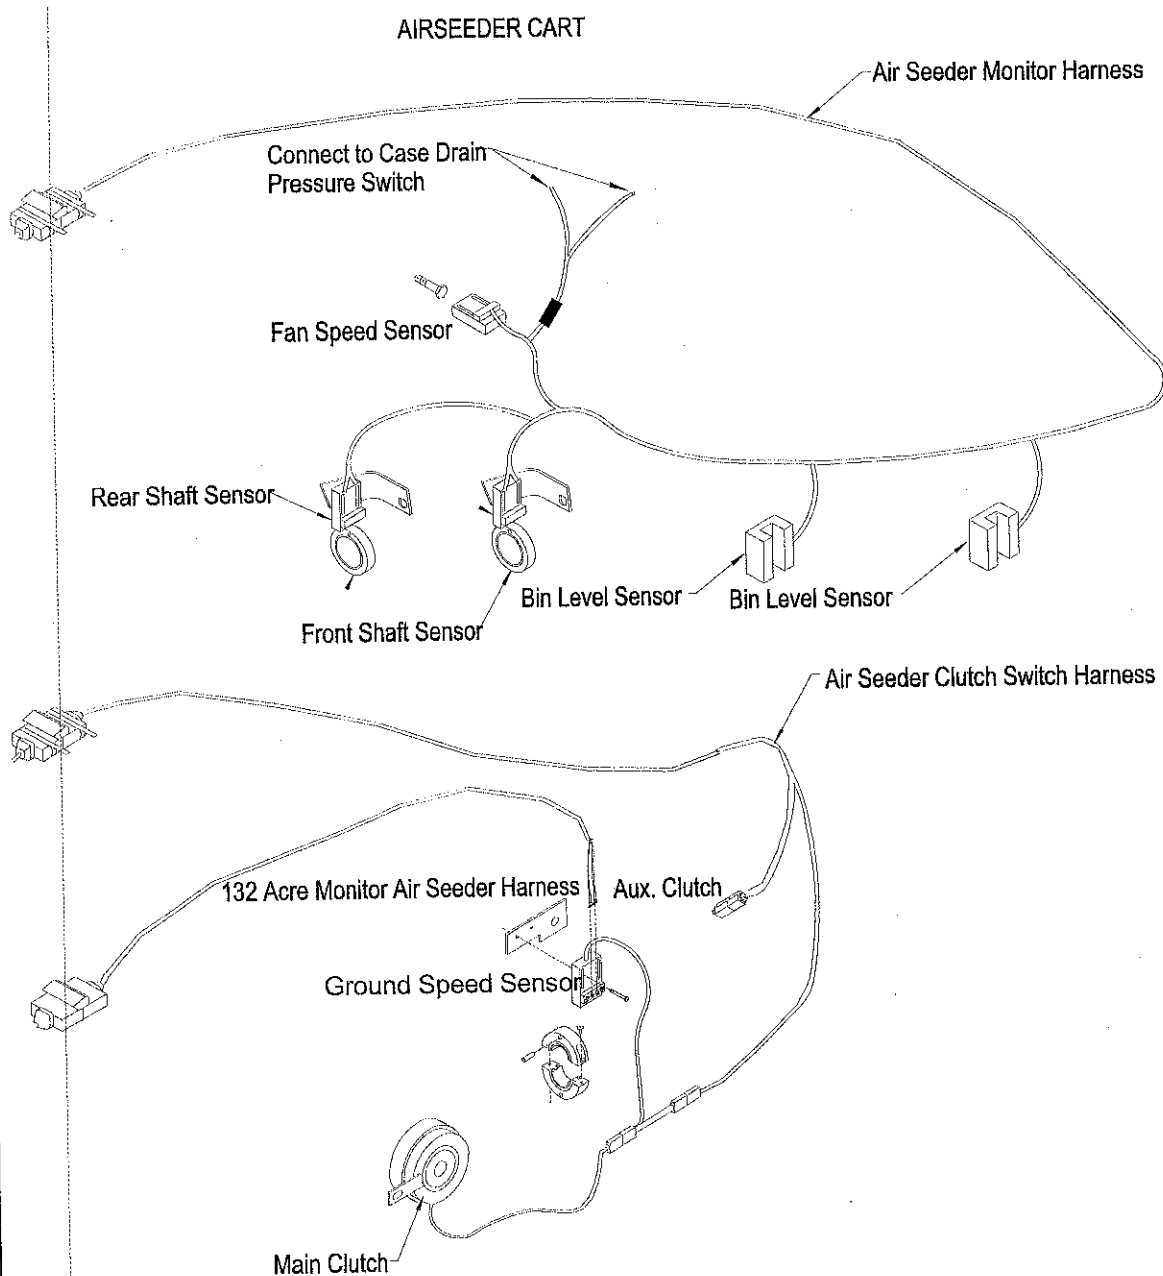 AIRSEEDER CART
Air Seeder Monitor Harness
Connect to Case Drain
Pressure Switch
Fan Speed Sensor
Rear Shaft Sensor
Bin Level Sensor
Bin Level Sensor
Front Shaft Sensor
Air Seeder Clutch Switch Harness
132 Acre Monitor Air Seeder Harness
Aux. Clutch
Ground Speed Sensor
Main Clutch